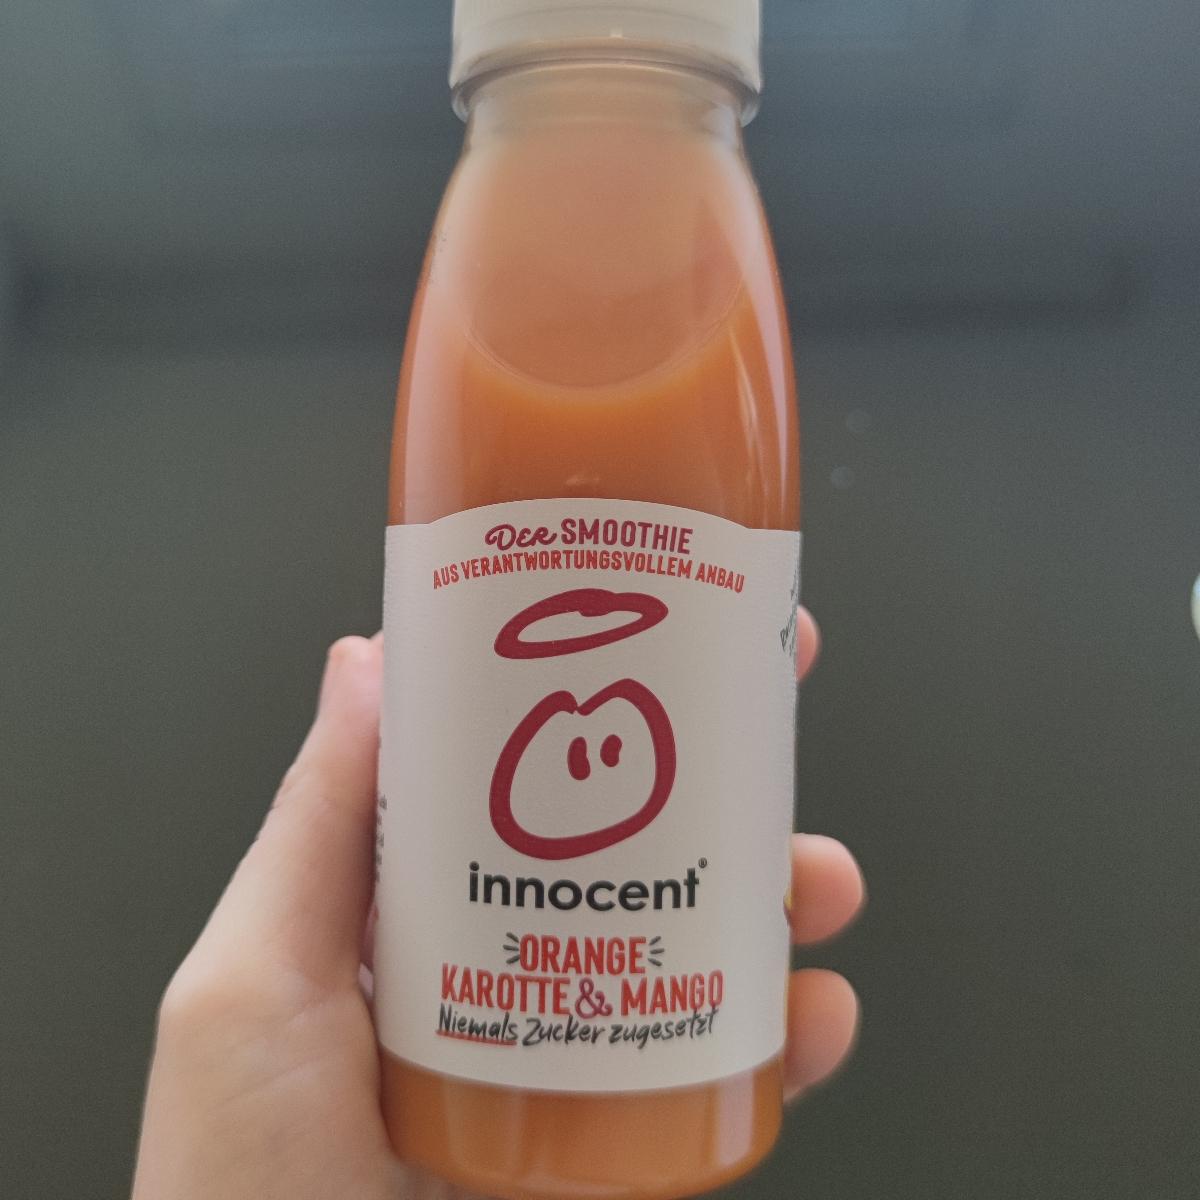 Der SMOOTHIE
AUS VERANTWORTUNGSVOLLEM ANBAU
innocent®
ORANGE
KAROTTE & MANGO
Niemals Zucker zugesetzt